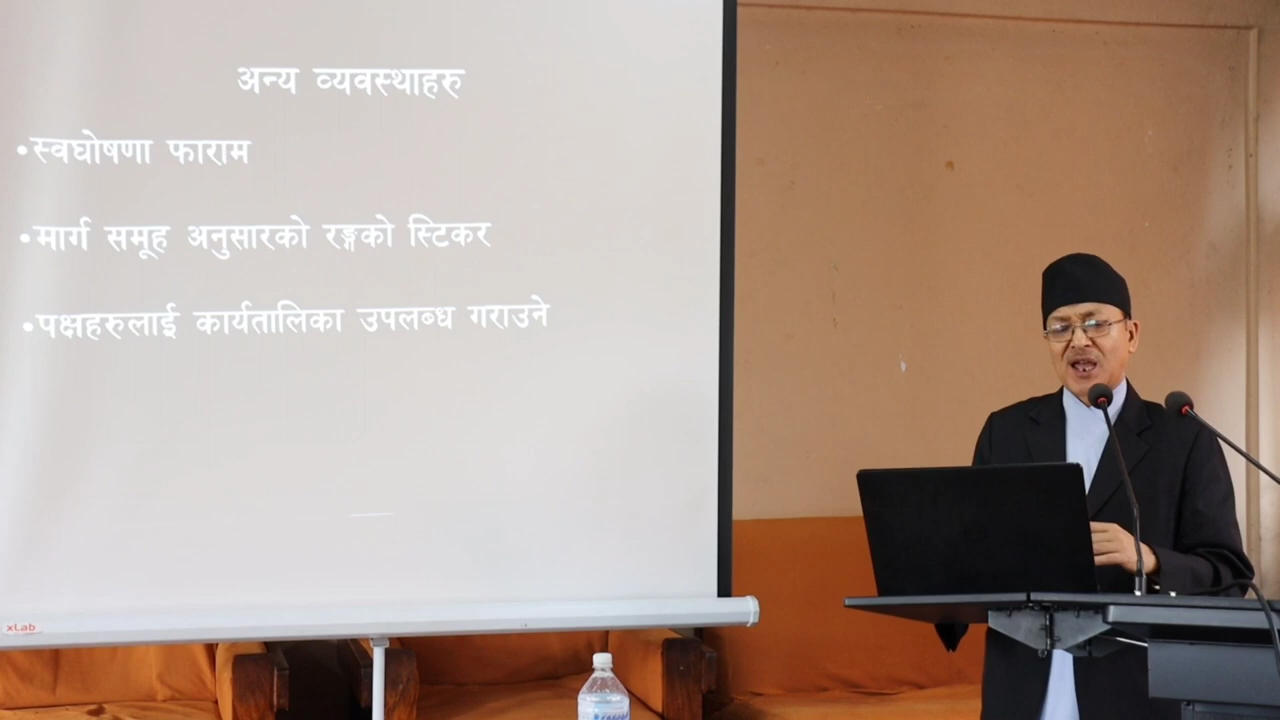 अन्य व्यवस्थाहरु
•स्वघोषणा फाराम
•मार्ग समूह अनुसारको रङ्गको स्टिकर
•पक्षहरुलाई कार्यतालिका उपलब्ध गराउने
xLab